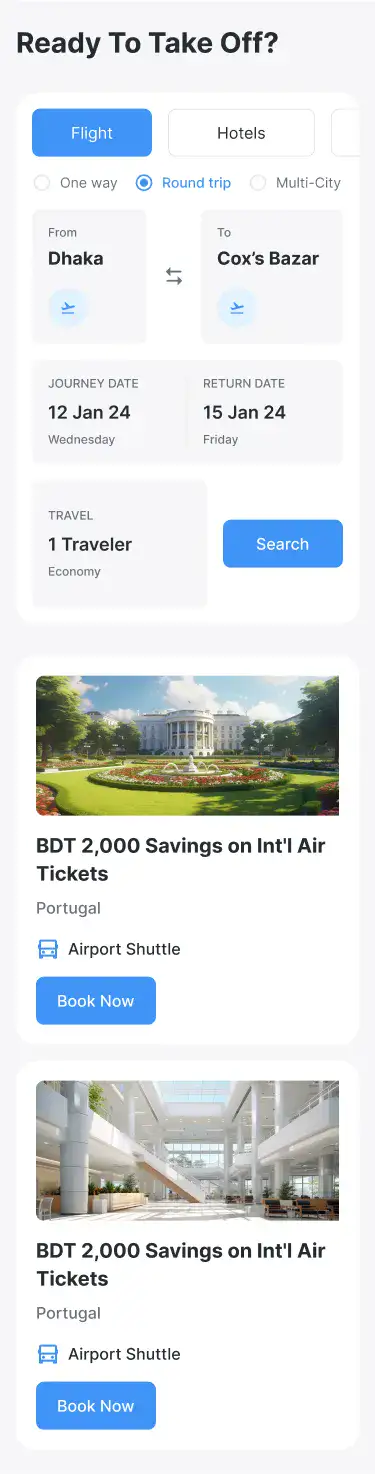 Ready To Take Off?
Flight
Hotels
One way
Round trip
Multi-City
From
Dhaka
To
Cox’s Bazar
JOURNEY DATE
12 Jan 24
Wednesday
RETURN DATE
15 Jan 24
Friday
TRAVEL
1 Traveler
Economy
Search
BDT 2,000 Savings on Int'l Air
Tickets
Portugal
Airport Shuttle
Book Now
BDT 2,000 Savings on Int'l Air
Tickets
Portugal
Airport Shuttle
Book Now